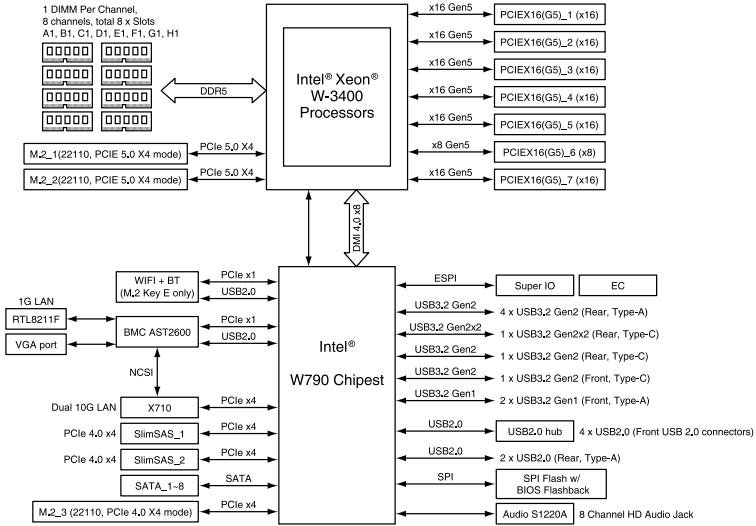 1 DIMM Per Channel,
8 channels, total 8 x Slots
A1, B1, C1, D1, E1, F1, G1, H1
DDR5
Intel® Xeon®
W-3400
Processors
x16 Gen5
PCIEX16(G5)_1 (x16)
x16 Gen5
PCIEX16(G5)_2 (x16)
x16 Gen5
PCIEX16(G5)_3 (x16)
x16 Gen5
PCIEX16(G5)_4 (x16)
x16 Gen5
PCIEX16(G5)_5 (x16)
x8 Gen5
PCIEX16(G5)_6 (x8)
x16 Gen5
PCIEX16(G5)_7 (x16)
M.2_1(22110, PCIE 5.0 X4 mode)
PCIe 5.0 X4
M.2_2(22110, PCIE 5.0 X4 mode)
PCIe 5.0 X4
DMI 4.0 x8
WIFI + BT
(M.2 Key E only)
PCIe x1
USB2.0
1G LAN
RTL8211F
VGA port
BMC AST2600
PCIe x1
USB2.0
NCSI
Dual 10G LAN
X710
PCIe x4
PCIe 4.0 x4
SlimSAS_1
PCIe x4
PCIe 4.0 x4
SlimSAS_2
PCIe x4
SATA_1~8
SATA
M.2_3 (22110, PCIe 4.0 X4 mode)
PCIe x4
Intel®
W790 Chipest
ESPI
Super IO
EC
USB3.2 Gen2
4 x USB3.2 Gen2 (Rear, Type-A)
USB3.2 Gen2x2
1 x USB3.2 Gen2x2 (Rear, Type-C)
USB3.2 Gen2
1 x USB3.2 Gen2 (Rear, Type-C)
USB3.2 Gen2
1 x USB3.2 Gen2 (Front, Type-C)
USB3.2 Gen1
2 x USB3.2 Gen1 (Front, Type-A)
USB2.0
USB2.0 hub
4 x USB2.0 (Front USB 2.0 connectors)
USB2.0
2 x USB2.0 (Rear, Type-A)
SPI
SPI Flash w/
BIOS Flashback
Audio S1220A
8 Channel HD Audio Jack